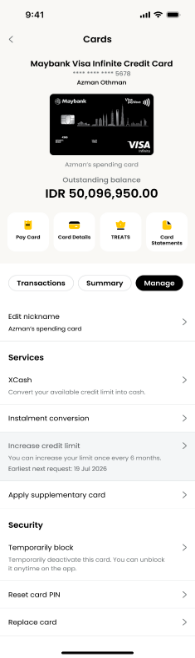 9:41
Cards
Maybank Visa Infinite Credit Card
**** **** **** 5678
Azman Othman
Maybank
VISA
Infinite
Azman's spending card
Outstanding balance
IDR 50,096,950.00
Pay Card
Card Details
TREATS
Card
Statements
Transactions
Summary
Manage
Edit nickname
Azman's spending card
Services
XCash
Convert your available credit limit into cash.
Instalment conversion
Increase credit limit
You can increase your limit once every 6 months.
Earliest next request: 19 Jul 2026
Apply supplementary card
Security
Temporarily block
Temporarily deactivate this card. You can unblock
it anytime on the app.
Reset card PIN
Replace card